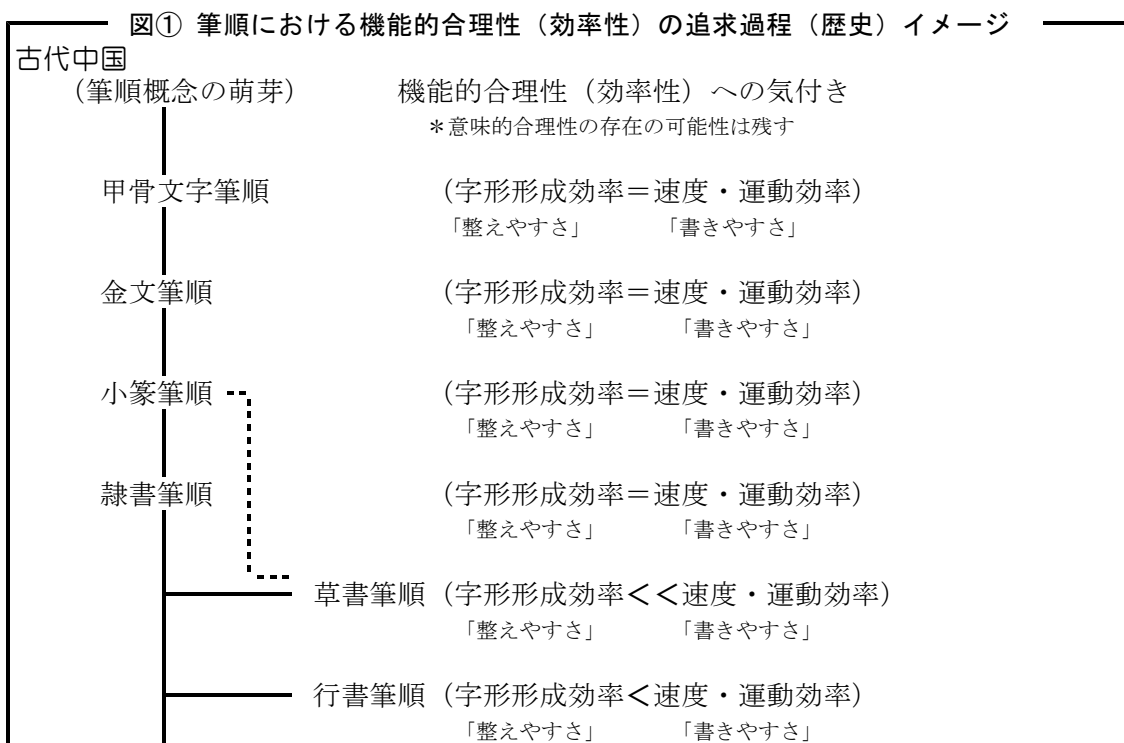 図① 筆順における機能的合理性（効率性）の追求過程（歴史）イメージ
古代中国
（筆順概念の萌芽） 機能的合理性（効率性）への気付き
＊意味的合理性の存在の可能性は残す
甲骨文字筆順 （字形形成効率＝速度・運動効率）
「整えやすさ」 「書きやすさ」
金文筆順 （字形形成効率＝速度・運動効率）
「整えやすさ」 「書きやすさ」
小篆筆順 （字形形成効率＝速度・運動効率）
「整えやすさ」 「書きやすさ」
隷書筆順 （字形形成効率＝速度・運動効率）
「整えやすさ」 「書きやすさ」
草書筆順（字形形成効率＜＜速度・運動効率）
「整えやすさ」 「書きやすさ」
行書筆順（字形形成効率＜速度・運動効率）
「整えやすさ」 「書きやすさ」